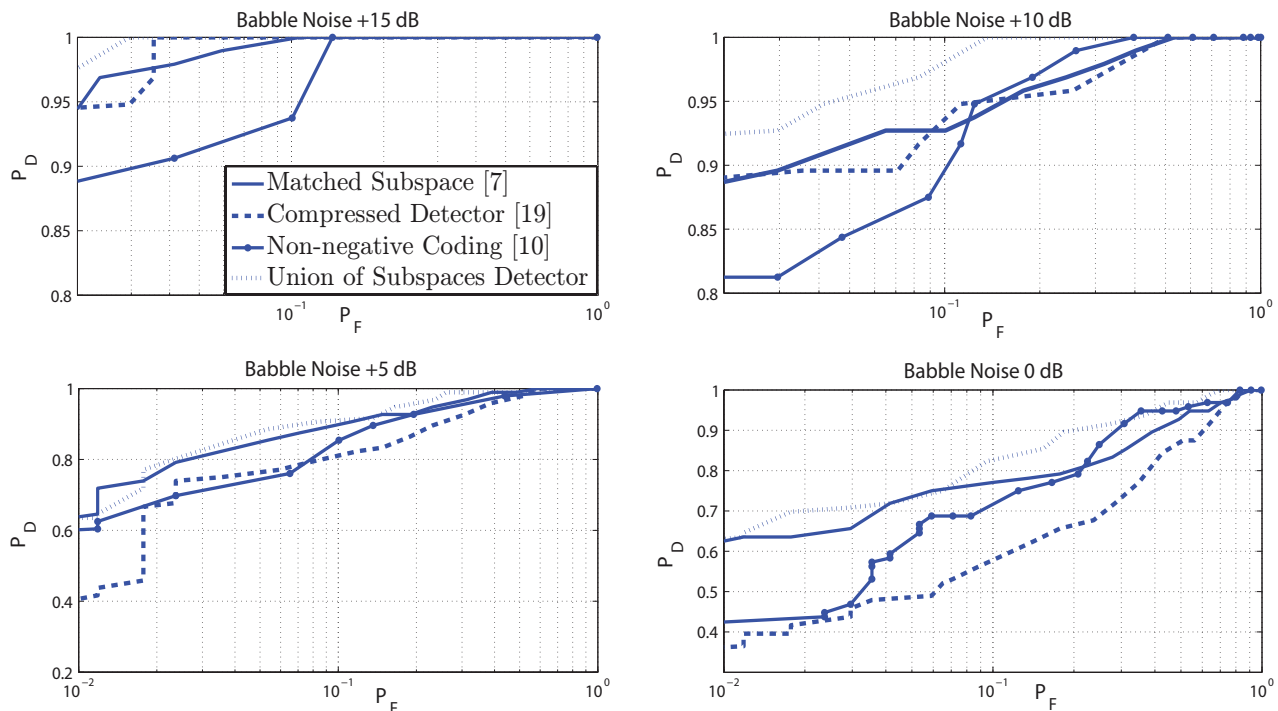 Babble Noise +15 dB
1
0.95
0.9
0.85
0.8
P_D
10^−1
10^0
P_F
Matched Subspace [7]
Compressed Detector [19]
Non-negative Coding [10]
Union of Subspaces Detector
Babble Noise +10 dB
1
0.95
0.9
0.85
0.8
P_D
10^−1
10^0
P_F
Babble Noise +5 dB
1
0.8
0.6
0.4
0.2
P_D
10^−2
10^−1
10^0
P_F
Babble Noise 0 dB
1
0.9
0.8
0.7
0.6
0.5
0.4
P_D
10^−2
10^−1
10^0
P_F